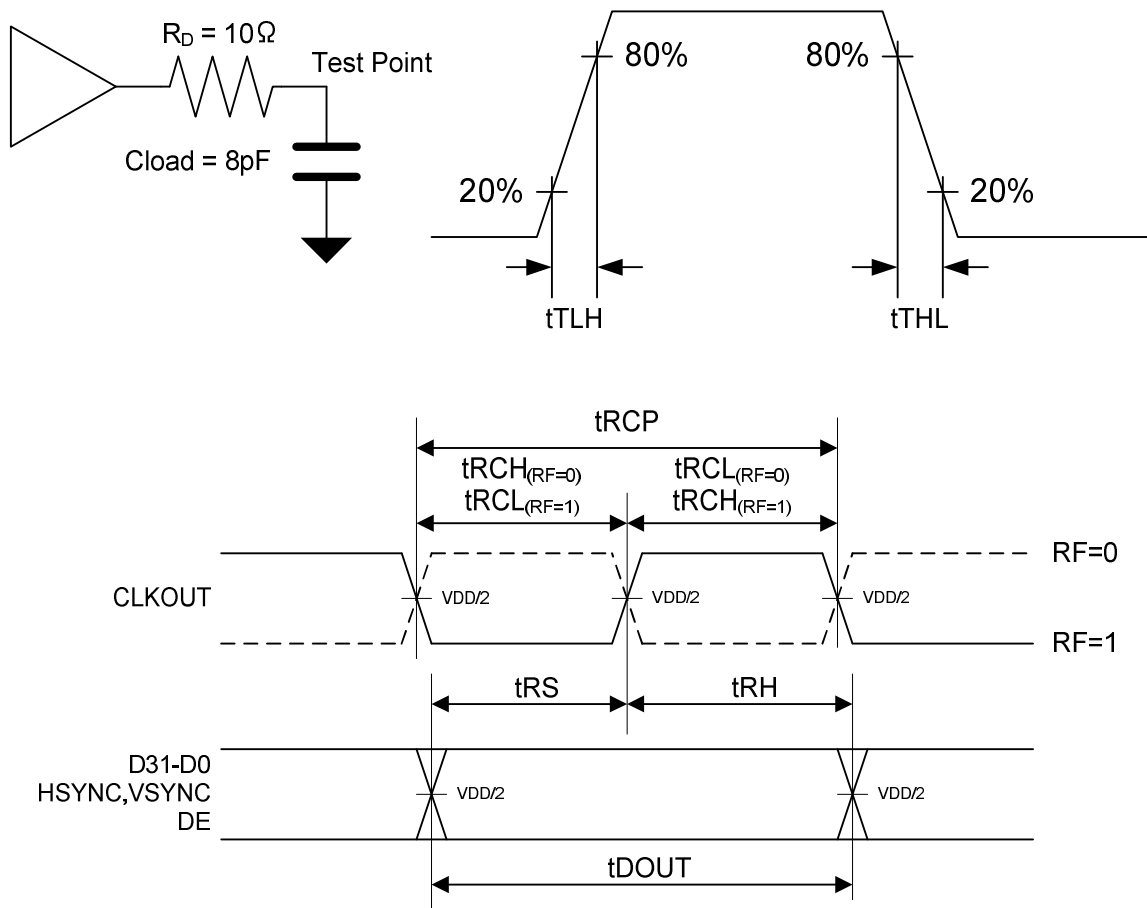 RD = 10Ω
Test Point
Cload = 8pF
80%
80%
20%
20%
tTLH
tTHL
tRCP
tRCH(RF=0)
tRCL(RF=0)
tRCL(RF=1)
tRCH(RF=1)
RF=0
CLKOUT
VDD/2
VDD/2
VDD/2
RF=1
tRS
tRH
D31-D0
HSYNC,VSYNC
DE
VDD/2
VDD/2
tDOUT